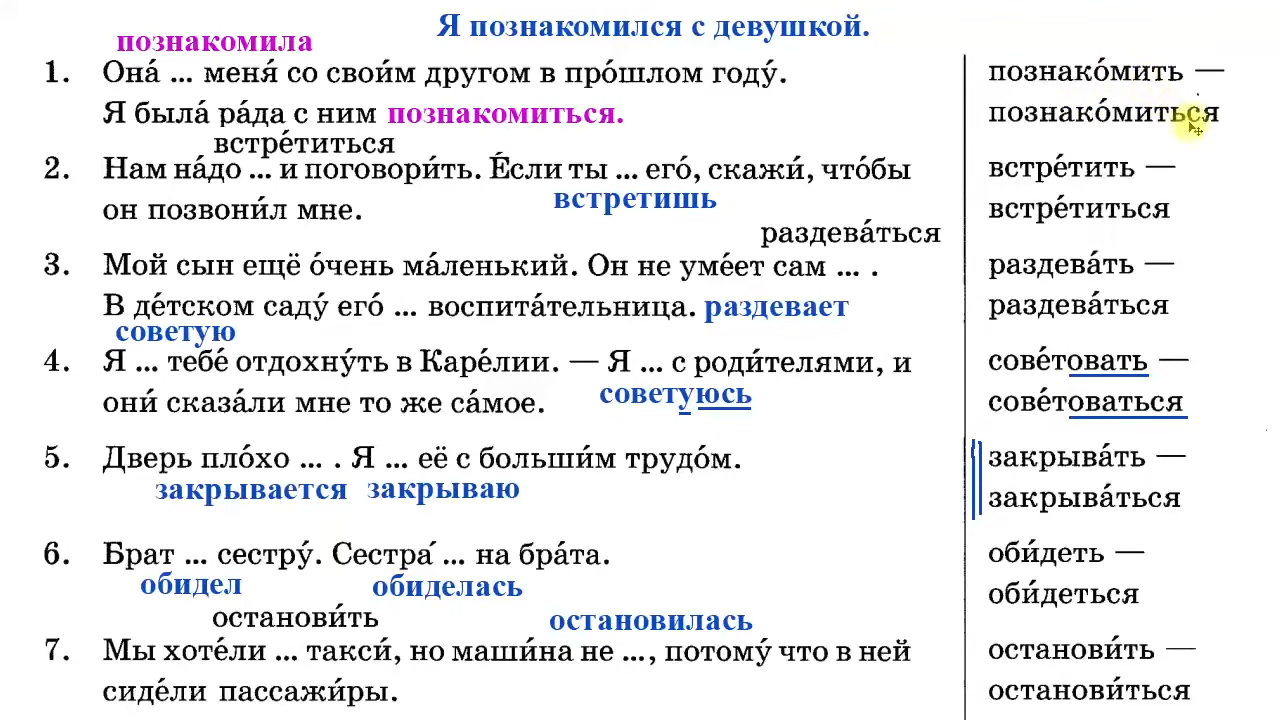 Я познакомился с девушкой.
познакомила
1. Она́ ... меня́ со свои́м другом в про́шлом году́.
Я была́ ра́да с ним познакомиться.
познако́мить —
познако́миться
встре́титься
2. Нам на́до ... и поговори́ть. Е́сли ты ... его́, скажи́, что́бы
встретишь
он позвони́л мне.
встре́тить —
встре́титься
раздева́ться
3. Мой сын ещё о́чень ма́ленький. Он не уме́ет сам ... .
В де́тском саду́ его́ ... воспита́тельница. раздевает
раздева́ть —
раздева́ться
советую
4. Я ... тебе́ отдохну́ть в Каре́лии. — Я ... с роди́телями, и
советуюсь
они́ сказа́ли мне то же са́мое.
сове́товать —
сове́товаться
5. Дверь пло́хо ... . Я ... её с больши́м трудо́м.
закрывается закрываю
закрыва́ть —
закрыва́ться
6. Брат ... сестру́. Сестра́ ... на бра́та.
обидел обиделась
оби́деть —
оби́деться
останови́ть остановилась
7. Мы хоте́ли ... такси́, но маши́на не ..., потому́ что в ней
сиде́ли пассажи́ры.
останови́ть —
останови́ться